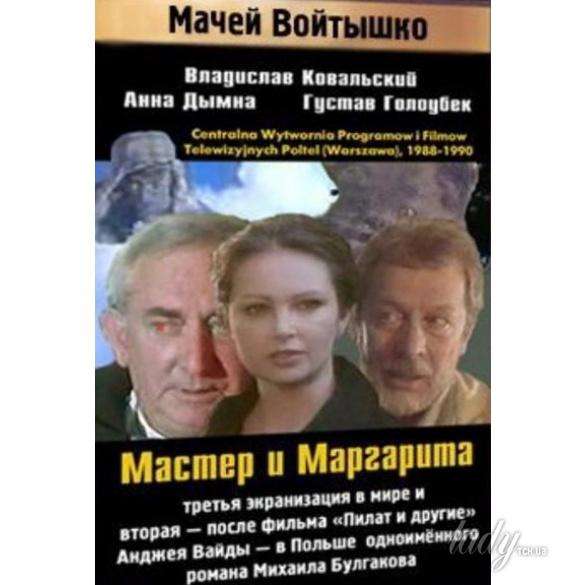 Мачей Войтышко
Владислав Ковальский
Анна Дымна Густав Голоубек
Centralna Wytwornia Programow i Filmow
Telewizyjnych Poltel (Warszawa), 1988-1990
Мастер и Маргарита
третья экранизация в мире и
вторая — после фильма «Пилат и другие»
Анджея Вайды — в Польше одноимённого
романа Михаила Булгакова
lady.tch.ua